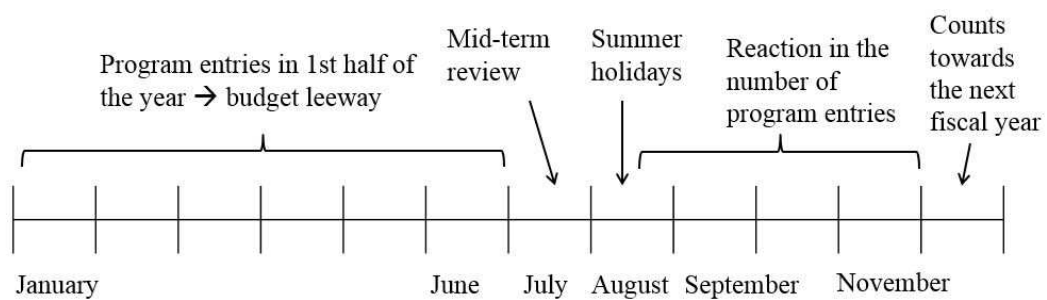 Program entries in 1st half of
the year → budget leeway
Mid-term
review
Summer
holidays
Reaction in the
number of
program entries
Counts
towards
the next
fiscal year
January
June
July
August
September
November